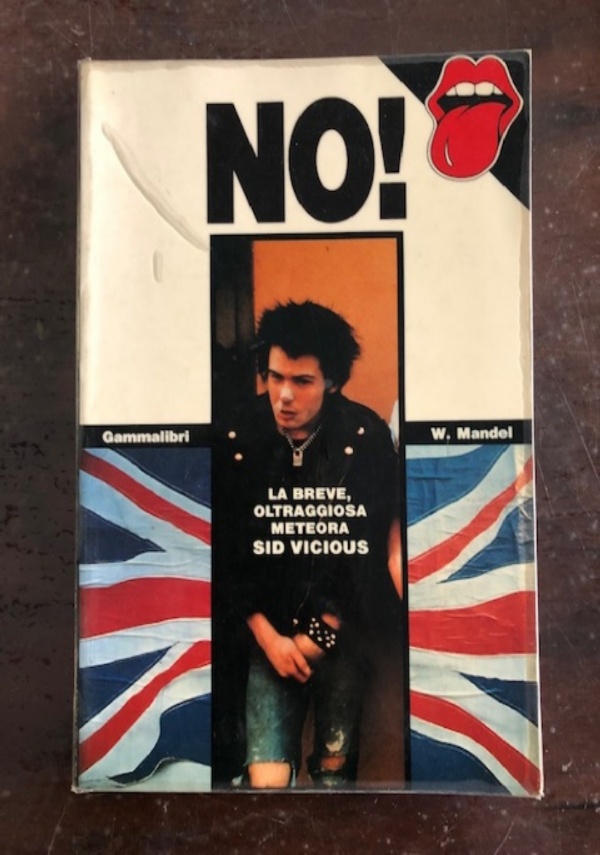 NO!
Gammalibri
W. Mandel
LA BREVE,
OLTRAGGIOSA
METEORA
SID VICIOUS